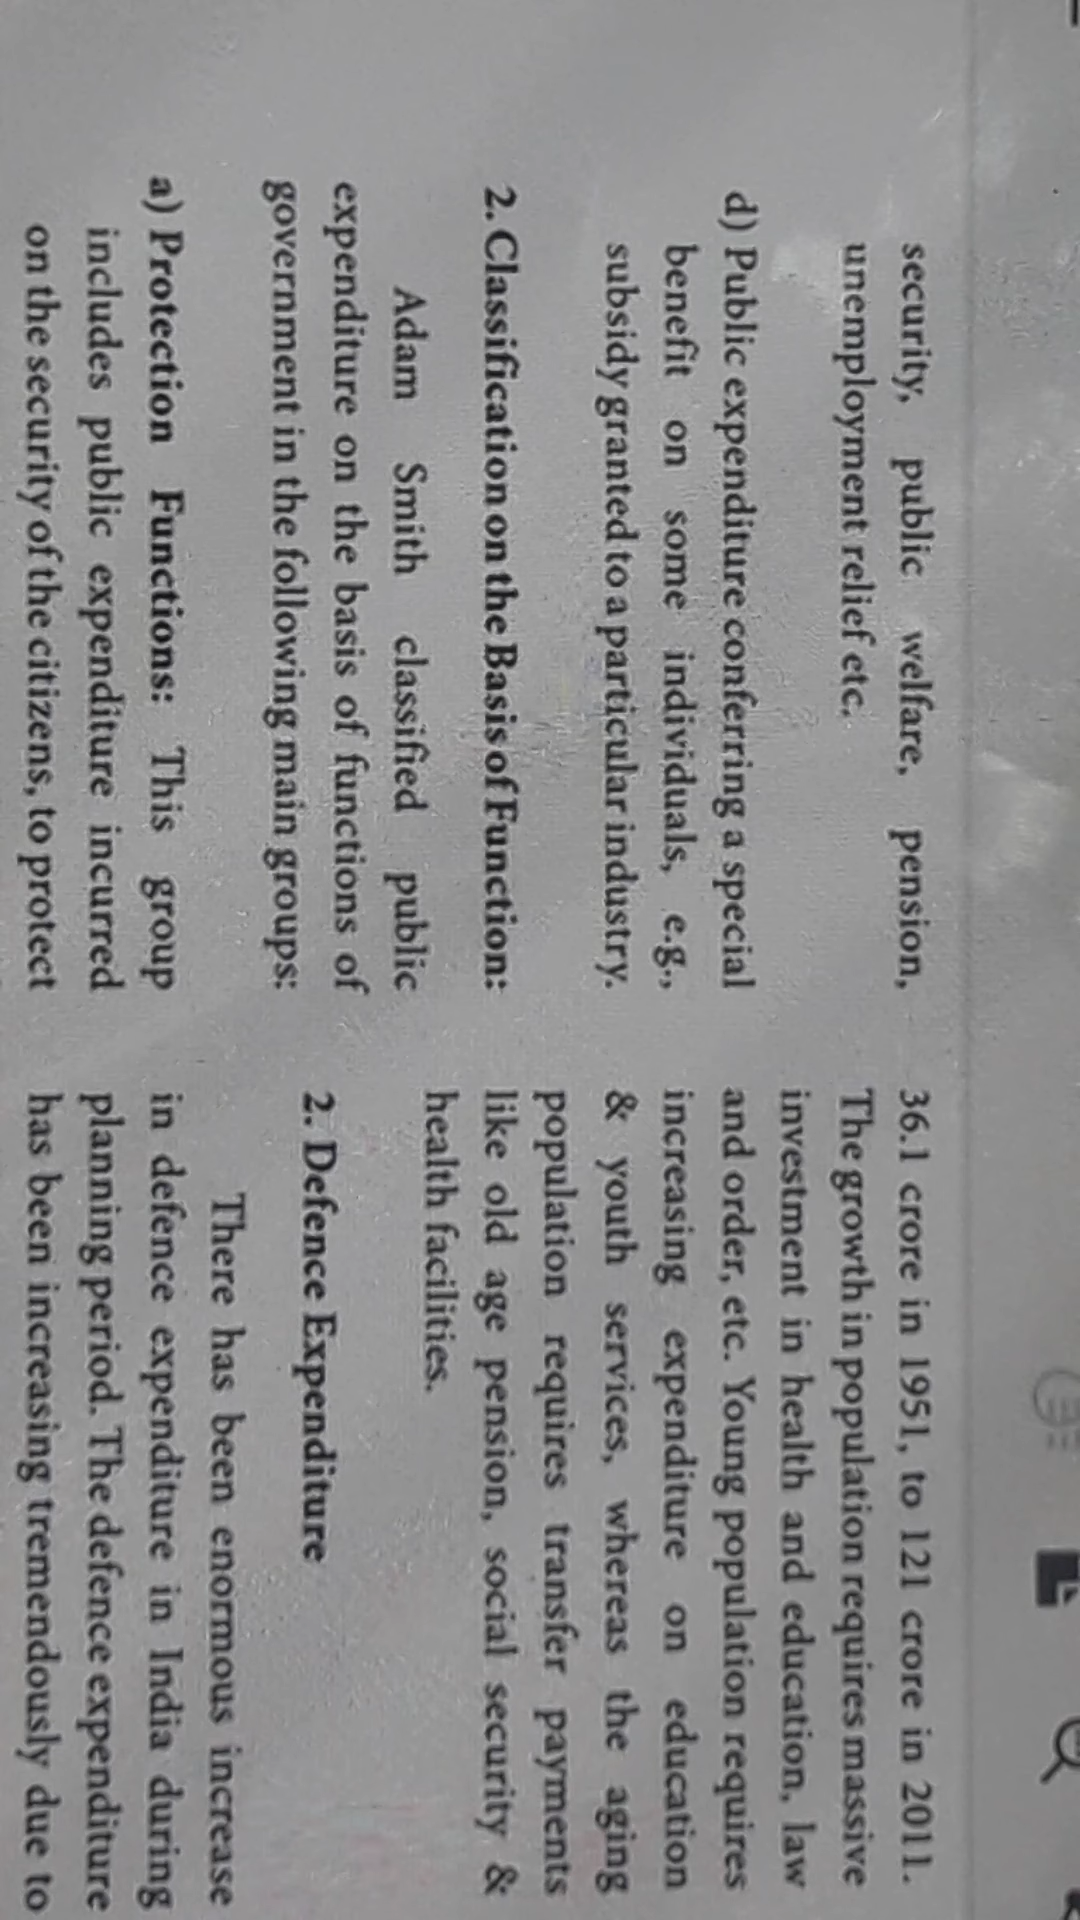 security, public welfare, pension,
unemployment relief etc.
d) Public expenditure conferring a special
benefit on some individuals, e.g.,
subsidy granted to a particular industry.
2. Classification on the Basis of Function:
Adam Smith classified public
expenditure on the basis of functions of
government in the following main groups:
a) Protection Functions: This group
includes public expenditure incurred
on the security of the citizens, to protect
36.1 crore in 1951, to 121 crore in 2011.
The growth in population requires massive
investment in health and education, law
and order, etc. Young population requires
increasing expenditure on education
& youth services, whereas the aging
population requires transfer payments
like old age pension, social security &
health facilities.
2. Defence Expenditure
There has been enormous increase
in defence expenditure in India during
planning period. The defence expenditure
has been increasing tremendously due to